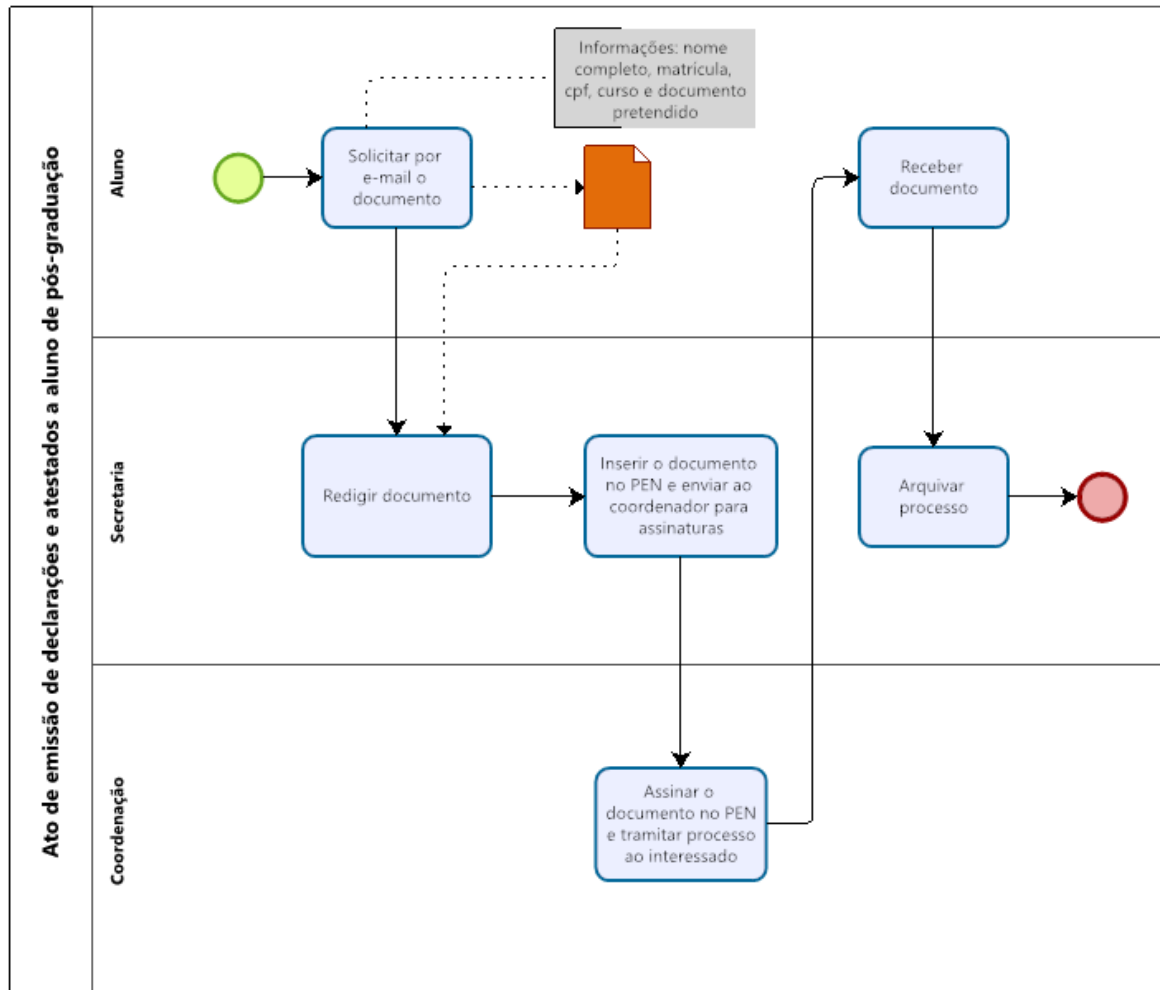 Ato de emissão de declarações e atestados a aluno de pós-graduação
Aluno
Informações: nome
completo, matrícula,
cpf, curso e documento
pretendido
Solicitar por
e-mail o
documento
Receber
documento
Secretaria
Redigir documento
Inserir o documento
no PEN e enviar ao
coordenador para
assinaturas
Arquivar
processo
Coordenação
Assinar o
documento no PEN
e tramitar processo
ao interessado